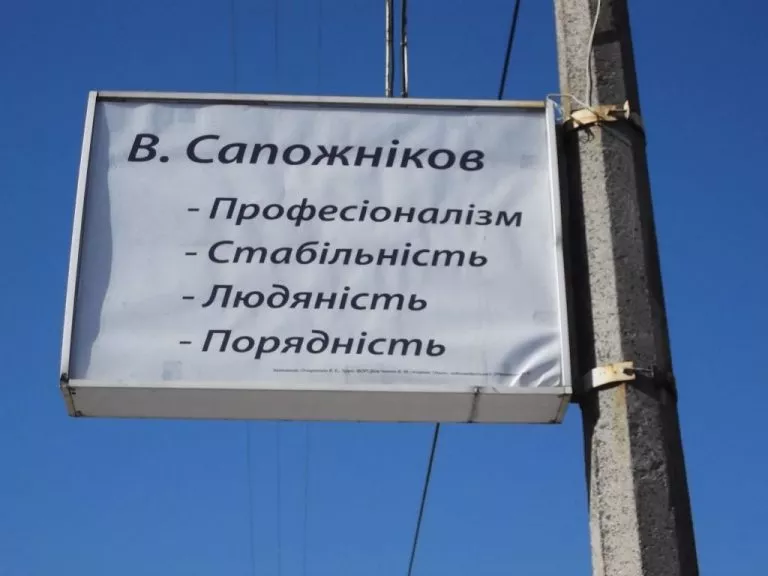 В. Сапожніков
- Професіоналізм
- Стабільність
- Людяність
- Порядність